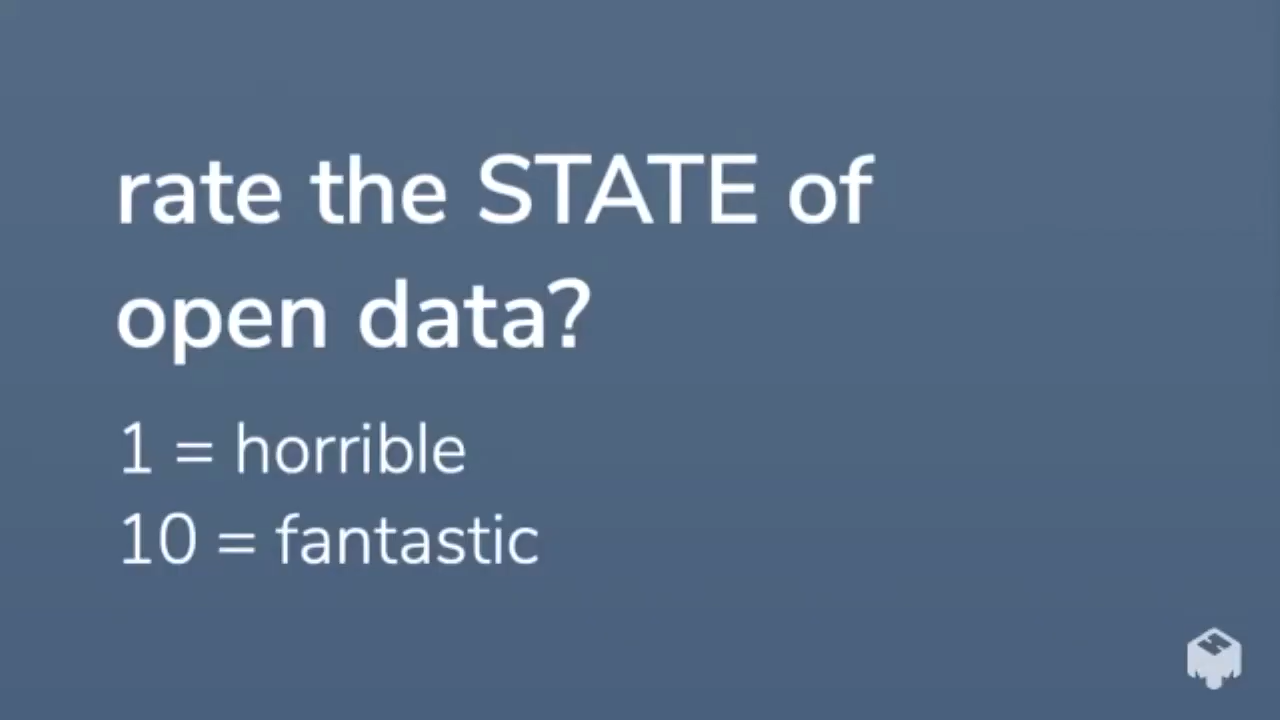 rate the STATE of
open data?
1 = horrible
10 = fantastic